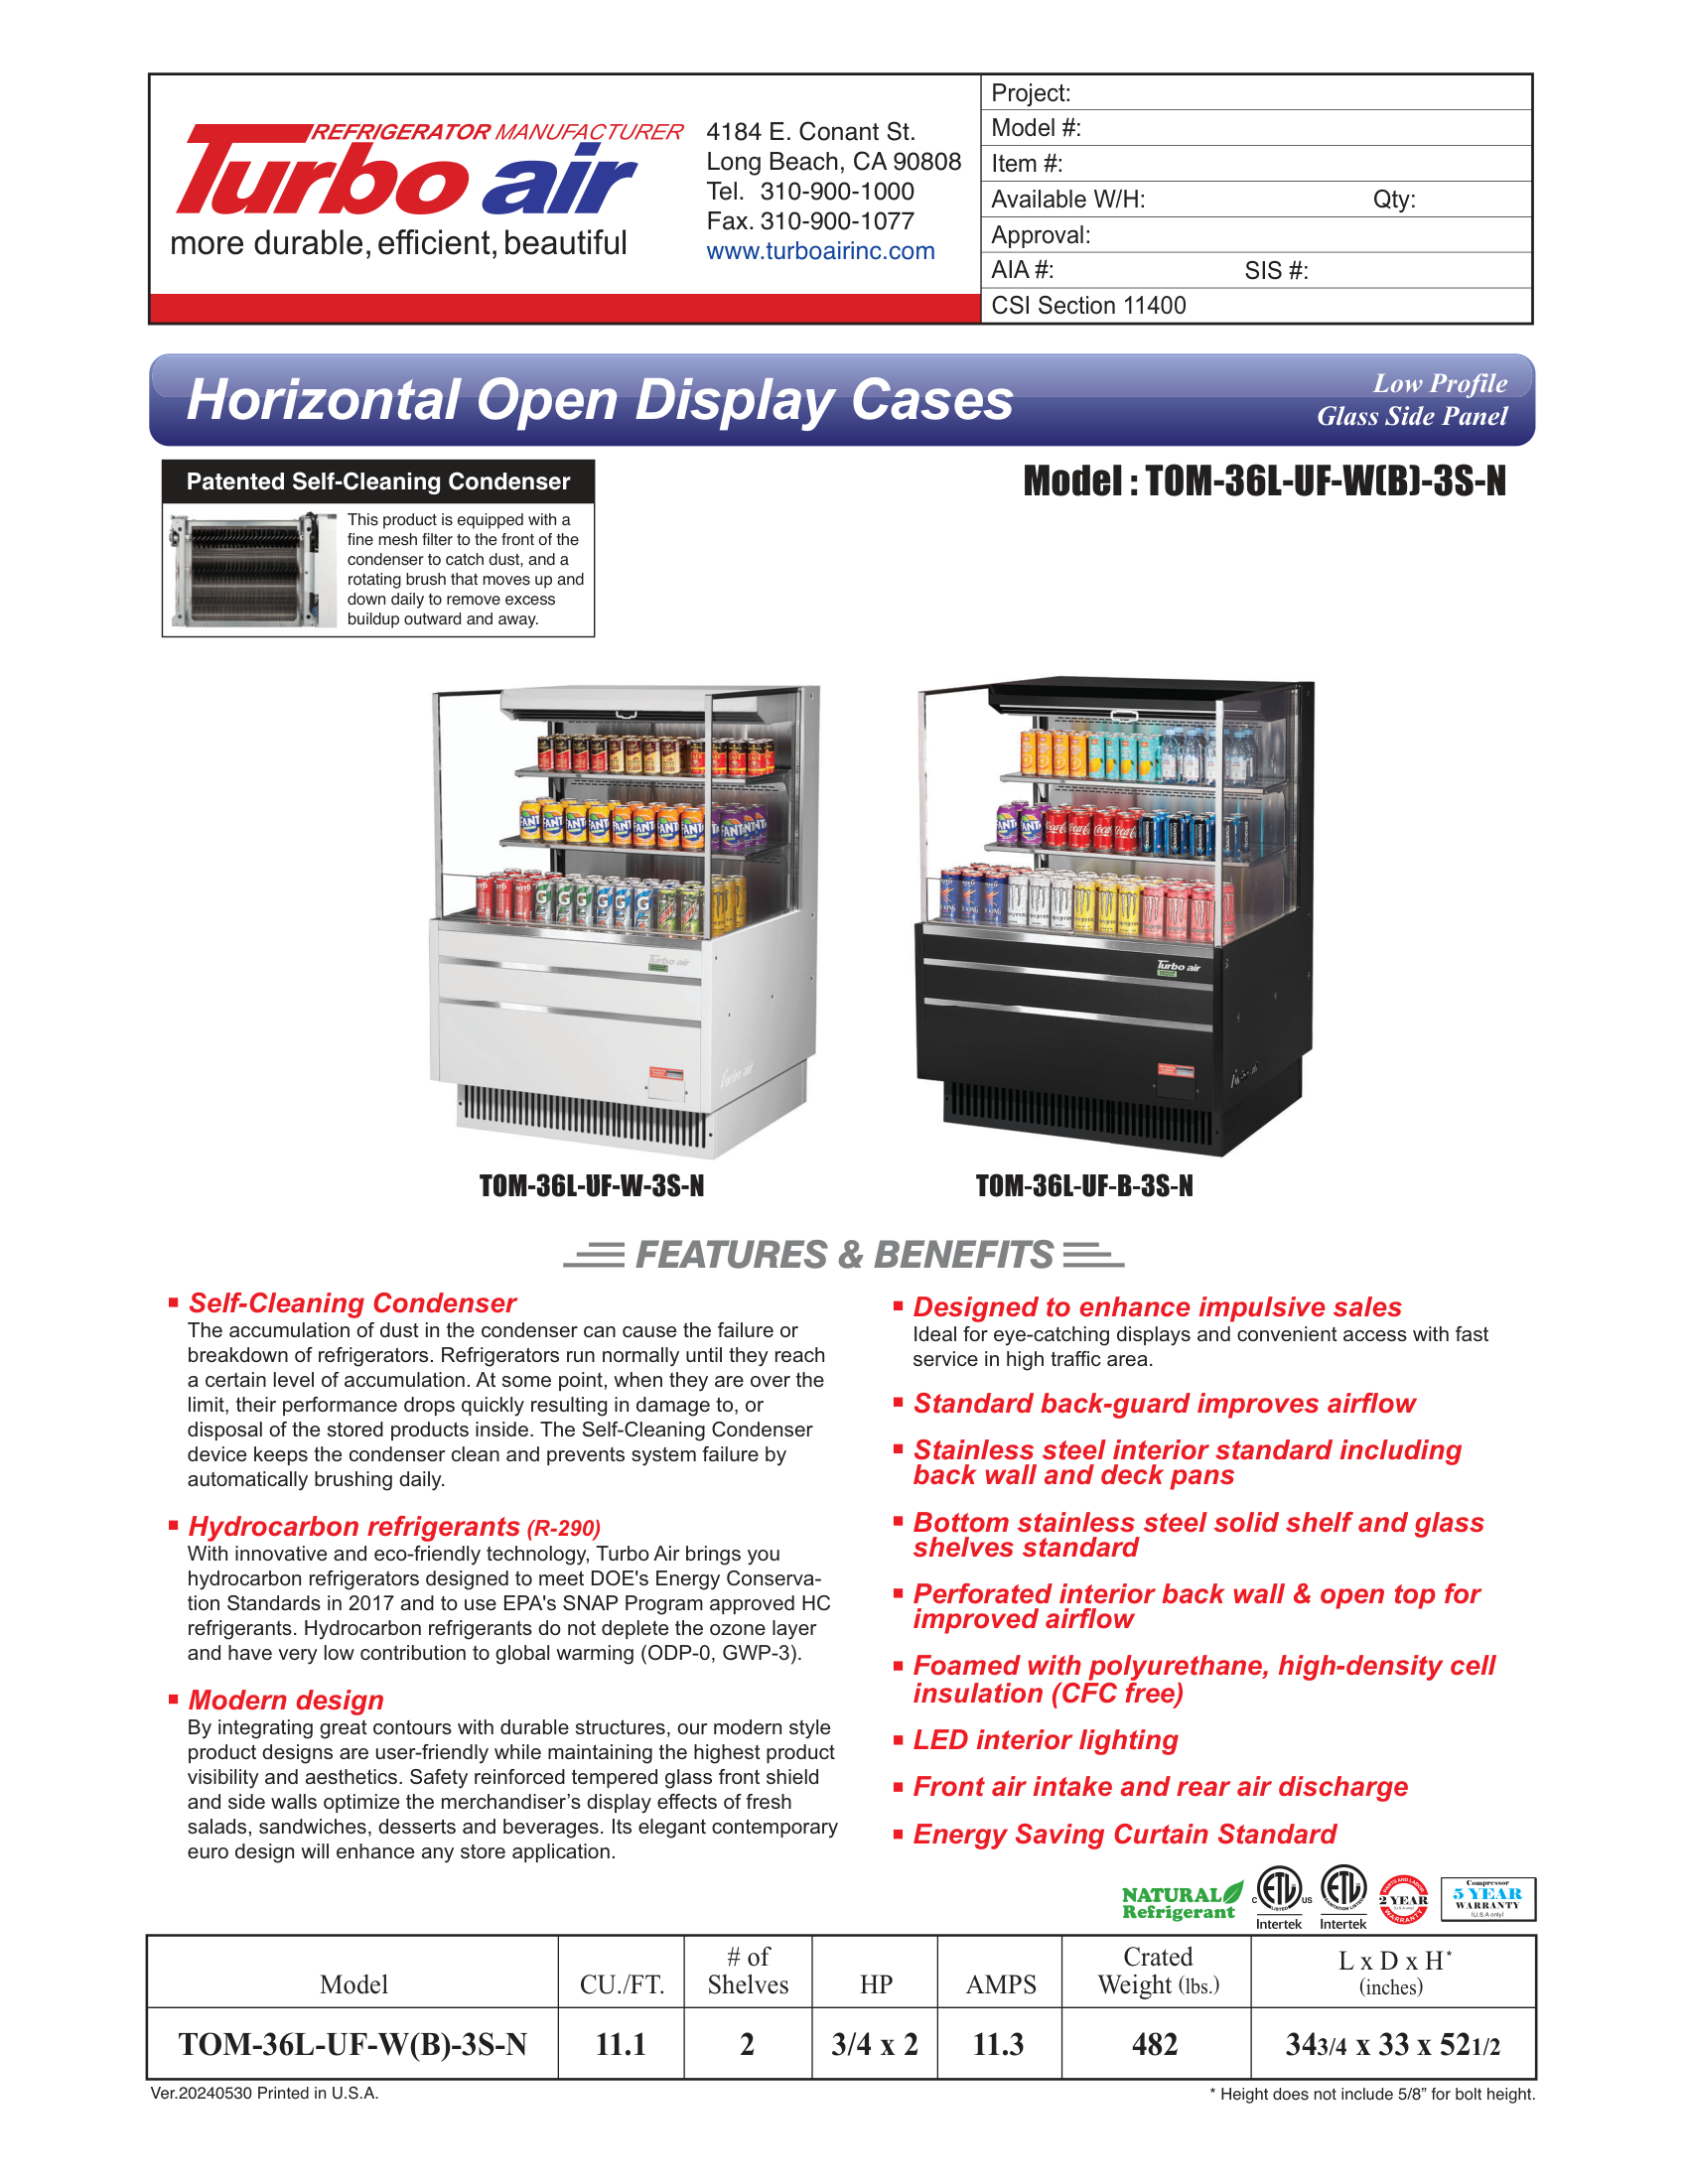 REFRIGERATOR MANUFACTURER
Turbo air
more durable, efficient, beautiful
4184 E. Conant St.
Long Beach, CA 90808
Tel. 310-900-1000
Fax. 310-900-1077
www.turboairinc.com
Project:
Model #:
Item #:
Available W/H: Qty:
Approval:
AIA #: SIS #:
CSI Section 11400
Horizontal Open Display Cases
Low Profile
Glass Side Panel
Patented Self-Cleaning Condenser
This product is equipped with a
fine mesh filter to the front of the
condenser to catch dust, and a
rotating brush that moves up and
down daily to remove excess
buildup outward and away.
Model : TOM-36L-UF-W(B)-3S-N
Turbo air
Turbo air
Turbo air
TOM-36L-UF-W-3S-N
TOM-36L-UF-B-3S-N
FEATURES & BENEFITS
Self-Cleaning Condenser
The accumulation of dust in the condenser can cause the failure or
breakdown of refrigerators. Refrigerators run normally until they reach
a certain level of accumulation. At some point, when they are over the
limit, their performance drops quickly resulting in damage to, or
disposal of the stored products inside. The Self-Cleaning Condenser
device keeps the condenser clean and prevents system failure by
automatically brushing daily.
Hydrocarbon refrigerants (R-290)
With innovative and eco-friendly technology, Turbo Air brings you
hydrocarbon refrigerators designed to meet DOE's Energy Conserva-
tion Standards in 2017 and to use EPA's SNAP Program approved HC
refrigerants. Hydrocarbon refrigerants do not deplete the ozone layer
and have very low contribution to global warming (ODP-0, GWP-3).
Modern design
By integrating great contours with durable structures, our modern style
product designs are user-friendly while maintaining the highest product
visibility and aesthetics. Safety reinforced tempered glass front shield
and side walls optimize the merchandiser's display effects of fresh
salads, sandwiches, desserts and beverages. Its elegant contemporary
euro design will enhance any store application.
Designed to enhance impulsive sales
Ideal for eye-catching displays and convenient access with fast
service in high traffic area.
Standard back-guard improves airflow
Stainless steel interior standard including
back wall and deck pans
Bottom stainless steel solid shelf and glass
shelves standard
Perforated interior back wall & open top for
improved airflow
Foamed with polyurethane, high-density cell
insulation (CFC free)
LED interior lighting
Front air intake and rear air discharge
Energy Saving Curtain Standard
NATURAL
Refrigerant
C ETL US
LISTED
Intertek
ETL
SANITATION LISTED
Intertek
PARTS AND LABOR
2 YEAR
(U.S.A only)
WARRANTY
Compressor
5 YEAR
WARRANTY
(U.S.A only)
Model CU./FT. # of Shelves HP AMPS Crated Weight (lbs.) L x D x H* (inches)
TOM-36L-UF-W(B)-3S-N 11.1 2 3/4 x 2 11.3 482 34 3/4 x 33 x 52 1/2
Ver.20240530 Printed in U.S.A.
* Height does not include 5/8” for bolt height.